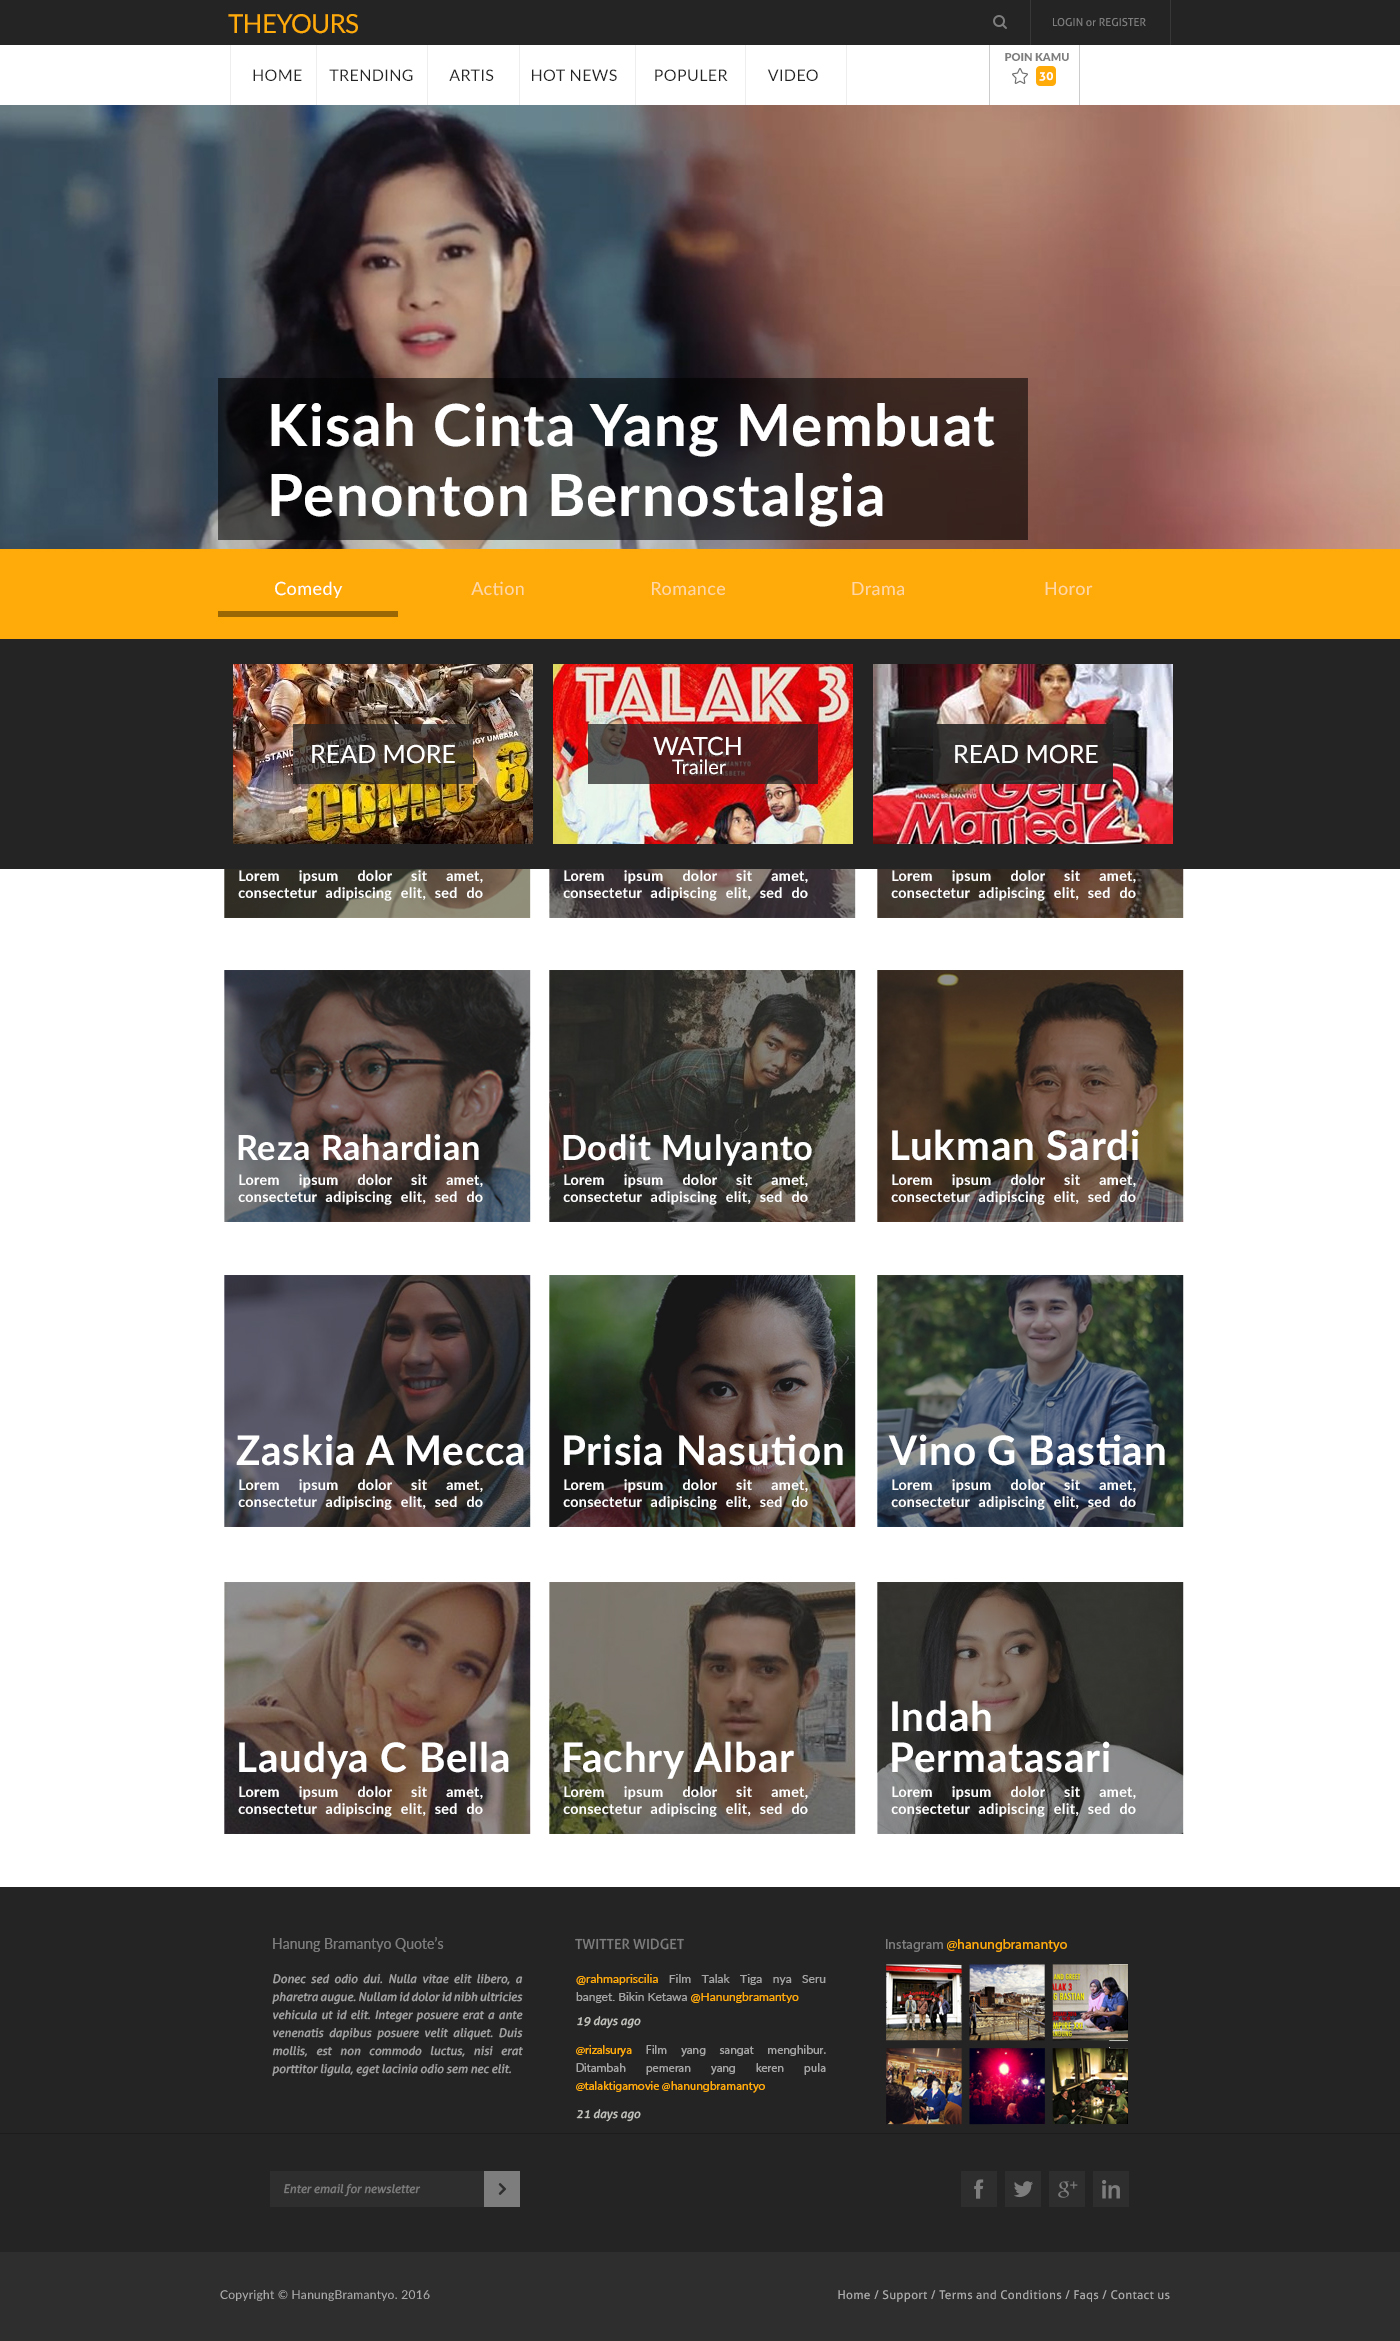 THEYOURS
LOGIN or REGISTER
HOME
TRENDING
ARTIS
HOT NEWS
POPULER
VIDEO
POIN KAMU
30
Kisah Cinta Yang Membuat
Penonton Bernostalgia
Comedy
Action
Romance
Drama
Horor
READ MORE
COMIC 8
TALAK 3
WATCH
Trailer
READ MORE
HANUNG BRAMANTYO
Get
Married2
Lorem ipsum dolor sit amet,
consectetur adipiscing elit, sed do
Lorem ipsum dolor sit amet,
consectetur adipiscing elit, sed do
Lorem ipsum dolor sit amet,
consectetur adipiscing elit, sed do
Reza Rahardian
Lorem ipsum dolor sit amet,
consectetur adipiscing elit, sed do
Dodit Mulyanto
Lorem ipsum dolor sit amet,
consectetur adipiscing elit, sed do
Lukman Sardi
Lorem ipsum dolor sit amet,
consectetur adipiscing elit, sed do
Zaskia A Mecca
Lorem ipsum dolor sit amet,
consectetur adipiscing elit, sed do
Prisia Nasution
Lorem ipsum dolor sit amet,
consectetur adipiscing elit, sed do
Vino G Bastian
Lorem ipsum dolor sit amet,
consectetur adipiscing elit, sed do
Laudya C Bella
Lorem ipsum dolor sit amet,
consectetur adipiscing elit, sed do
Fachry Albar
Lorem ipsum dolor sit amet,
consectetur adipiscing elit, sed do
Indah
Permatasari
Lorem ipsum dolor sit amet,
consectetur adipiscing elit, sed do
Hanung Bramantyo Quote's
Donec sed odio dui. Nulla vitae elit libero, a
pharetra augue. Nullam id dolor id nibh ultricies
vehicula ut id elit. Integer posuere erat a ante
venenatis dapibus posuere velit aliquet. Duis
mollis, est non commodo luctus, nisi erat
porttitor ligula, eget lacinia odio sem nec elit.
TWITTER WIDGET
@rahmapriscilia Film Talak Tiga nya Seru
banget. Bikin Ketawa @Hanungbramantyo
19 days ago
@rizalsurya Film yang sangat menghibur.
Ditambah pemeran yang keren pula
@talaktigamovie @hanungbramantyo
21 days ago
Instagram @hanungbramantyo
Enter email for newsletter
Copyright © HanungBramantyo. 2016
Home / Support / Terms and Conditions / Faqs / Contact us